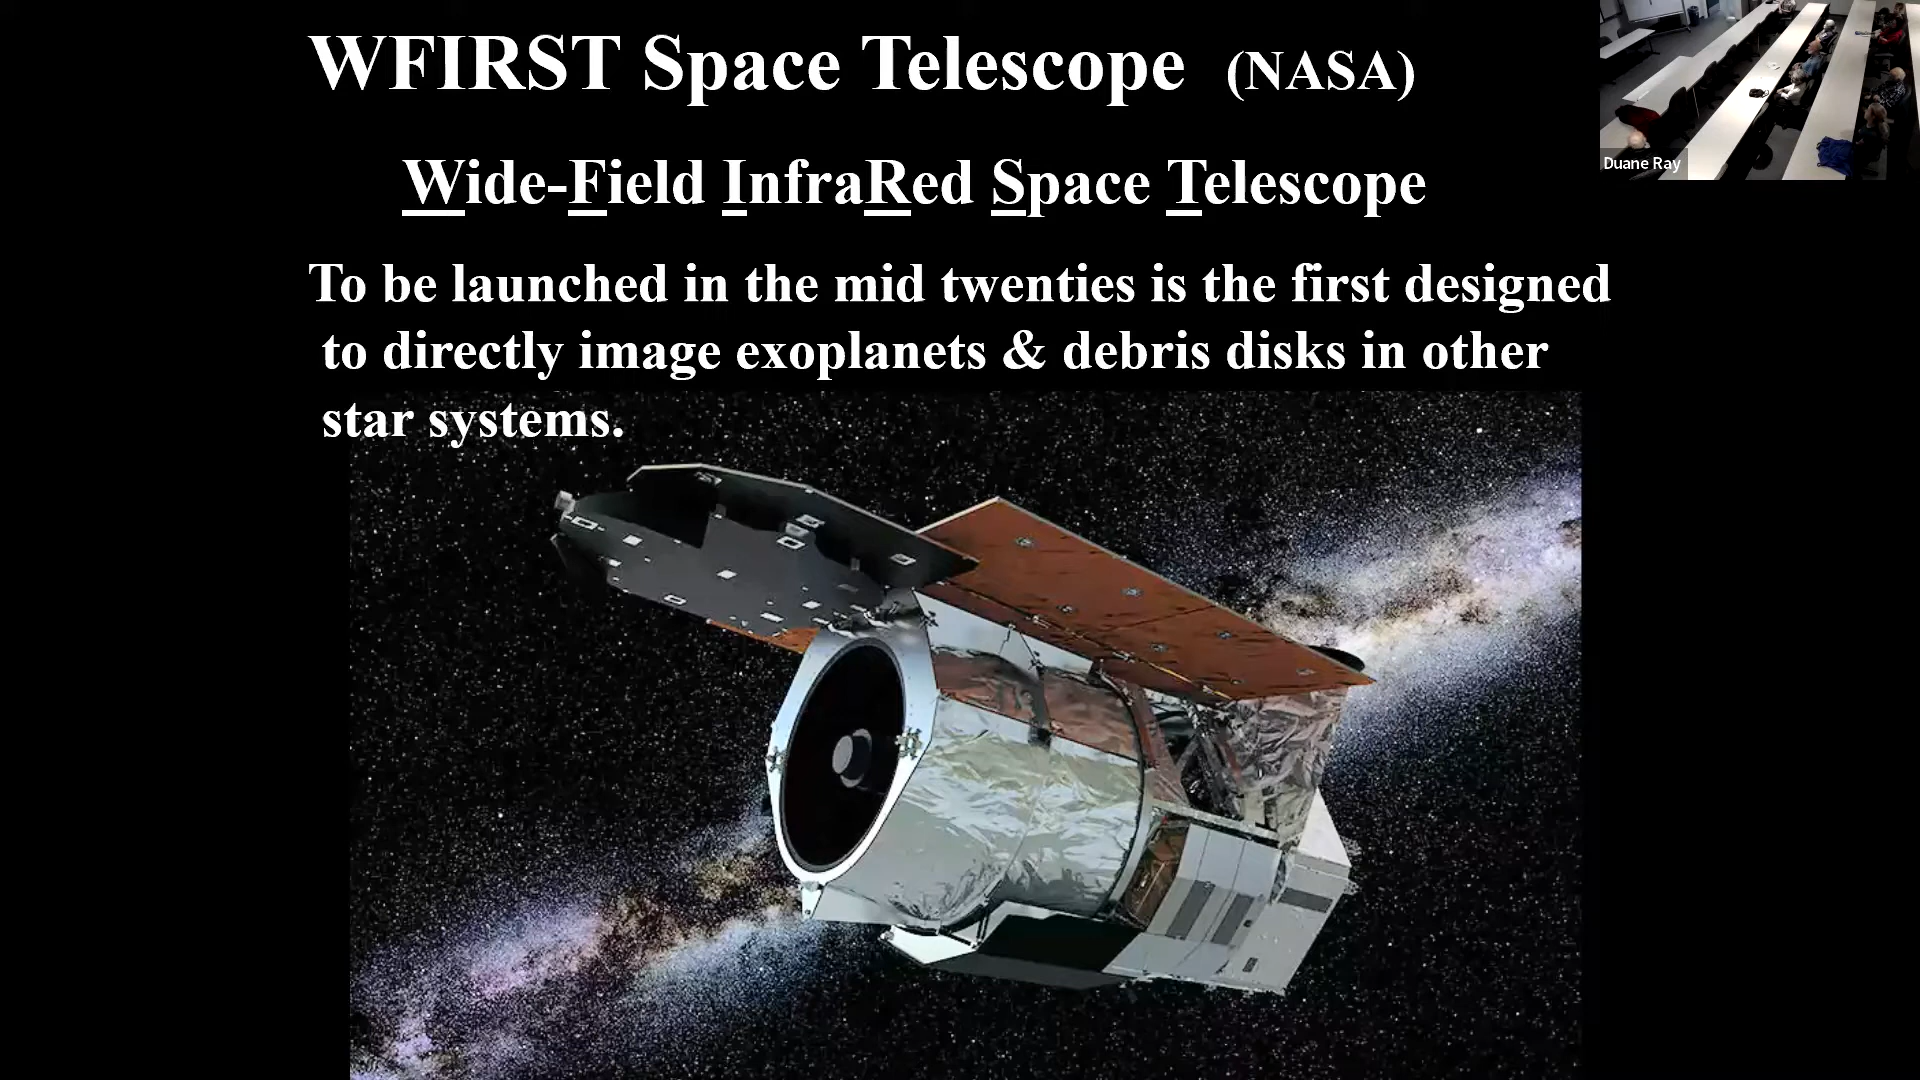 WFIRST Space Telescope (NASA)
Wide-Field InfraRed Space Telescope
To be launched in the mid twenties is the first designed
to directly image exoplanets & debris disks in other
star systems.
Duane Ray